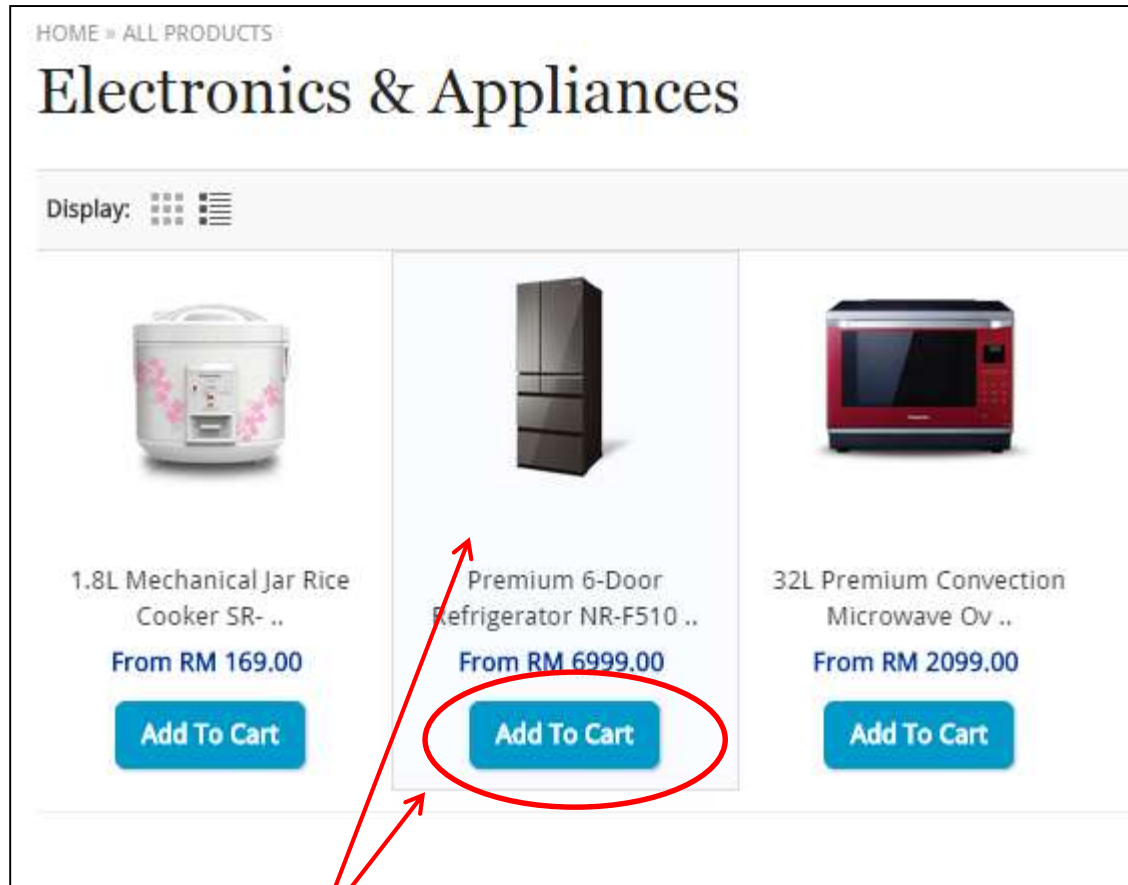 HOME » ALL PRODUCTS
Electronics & Appliances
Display:
1.8L Mechanical Jar Rice
Cooker SR- ..
From RM 169.00
Add To Cart
Premium 6-Door
Refrigerator NR-F510 ..
From RM 6999.00
Add To Cart
32L Premium Convection
Microwave Ov ..
From RM 2099.00
Add To Cart